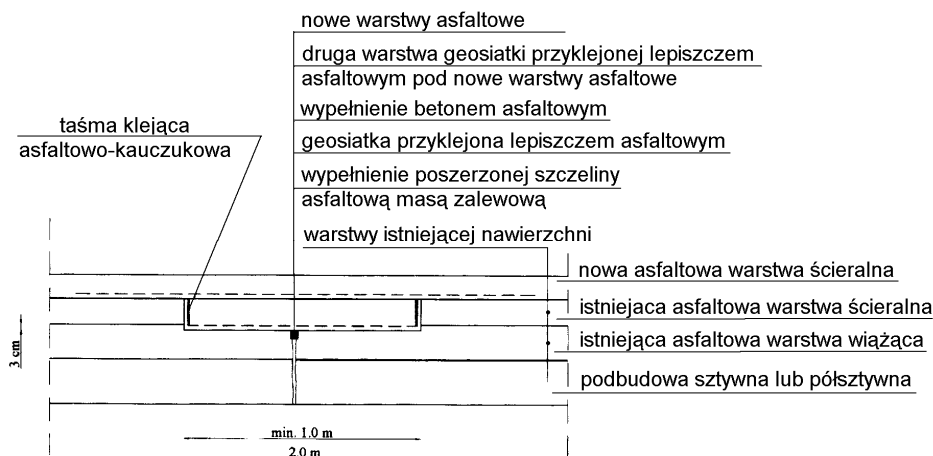 nowe warstwy asfaltowe
druga warstwa geosiatki przyklejonej lepiszczem
asfaltowym pod nowe warstwy asfaltowe
wypełnienie betonem asfaltowym
taśma klejąca
asfaltowo-kauczukowa
geosiatka przyklejona lepiszczem asfaltowym
wypełnienie poszerzonej szczeliny
asfaltową masą zalewową
warstwy istniejącej nawierzchni
nowa asfaltowa warstwa ścieralna
istniejaca asfaltowa warstwa ścieralna
istniejąca asfaltowa warstwa wiążąca
podbudowa sztywna lub półsztywna
3 cm
min. 1.0 m
2.0 m